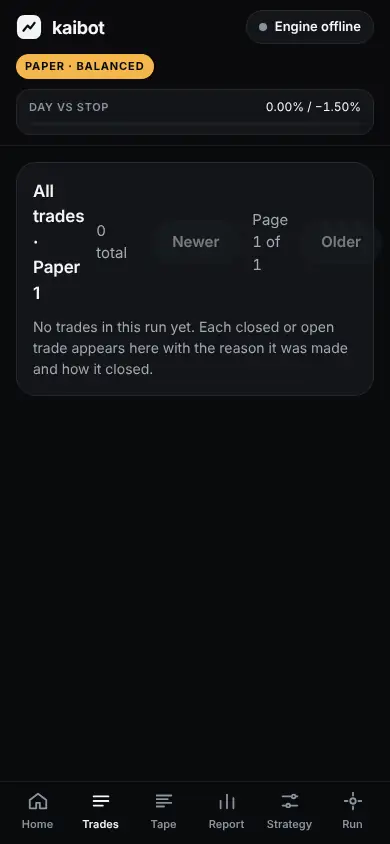 kaibot
Engine offline
PAPER · BALANCED
DAY VS STOP
0.00% / −1.50%
All
trades
·
Paper
1
0
total
Newer
Page
1 of
1
Older
No trades in this run yet. Each closed or open
trade appears here with the reason it was made
and how it closed.
Home
Trades
Tape
Report
Strategy
Run